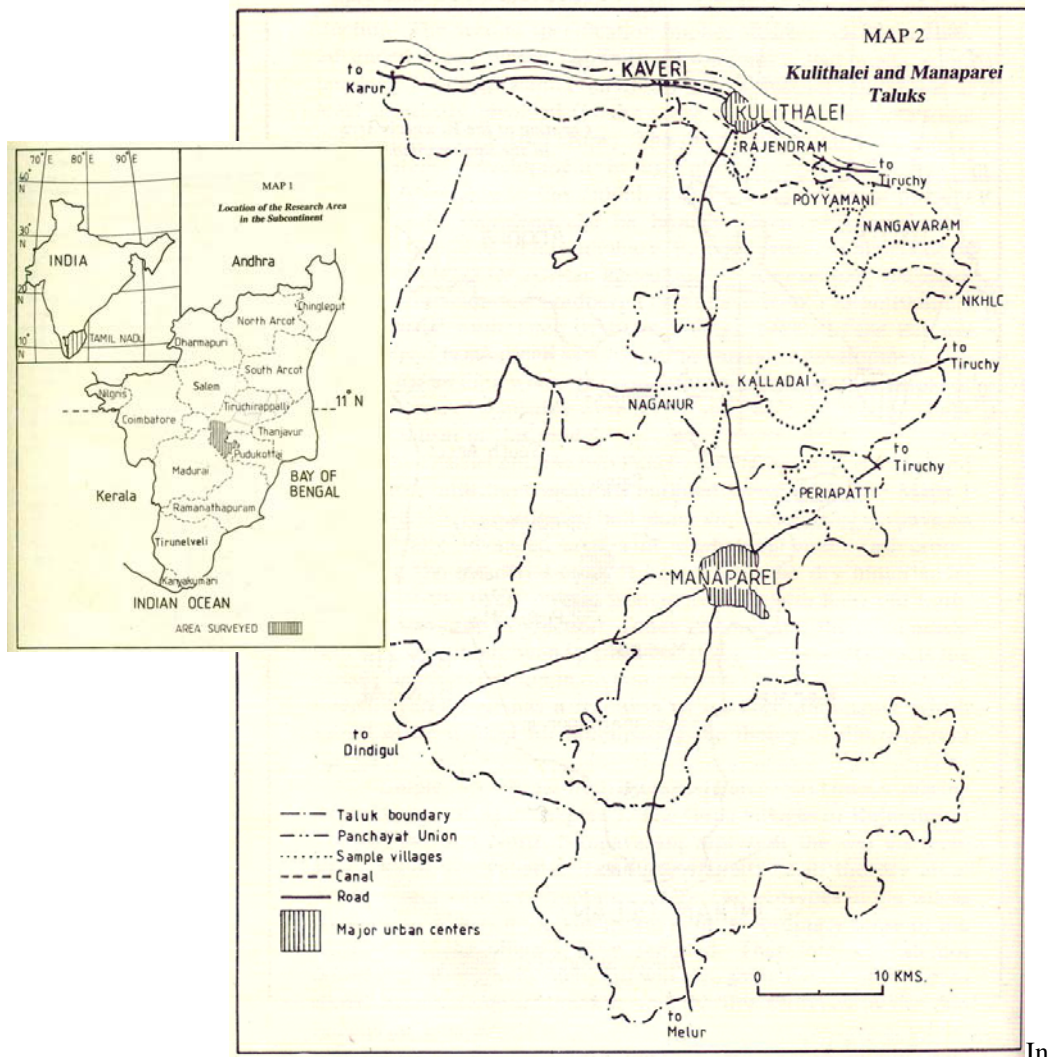 MAP 2
Kulithalei and Manaparei
Taluks
to
Karur
KAVERI
KULITHALEI
RAJENDRAM
to
Tiruchy
POYYAMANI
NANGAVARAM
NKHLC
to
Tiruchy
KALLADAI
NAGANUR
to
Tiruchy
PERIAPATTI
MANAPAREI
to
Dindigul
Taluk boundary
Panchayat Union
Sample villages
Canal
Road
Major urban centers
0 10 KMS.
to
Melur
70° E 80° E 90° E
40°
N
30°
N
20°
N
10°
N
INDIA
TAMIL NADU
MAP 1
Location of the Research Area
in the Subcontinent
Andhra
Chingleput
North Arcot
Dharmapuri
South Arcot
Salem
Nilgris
Tiruchirappalli
11° N
Coimbatore
Thanjavur
Pudukottai
Madurai
BAY OF
BENGAL
Kerala
Ramanathapuram
Tirunelveli
Kanyakumari
INDIAN OCEAN
AREA SURVEYED
In